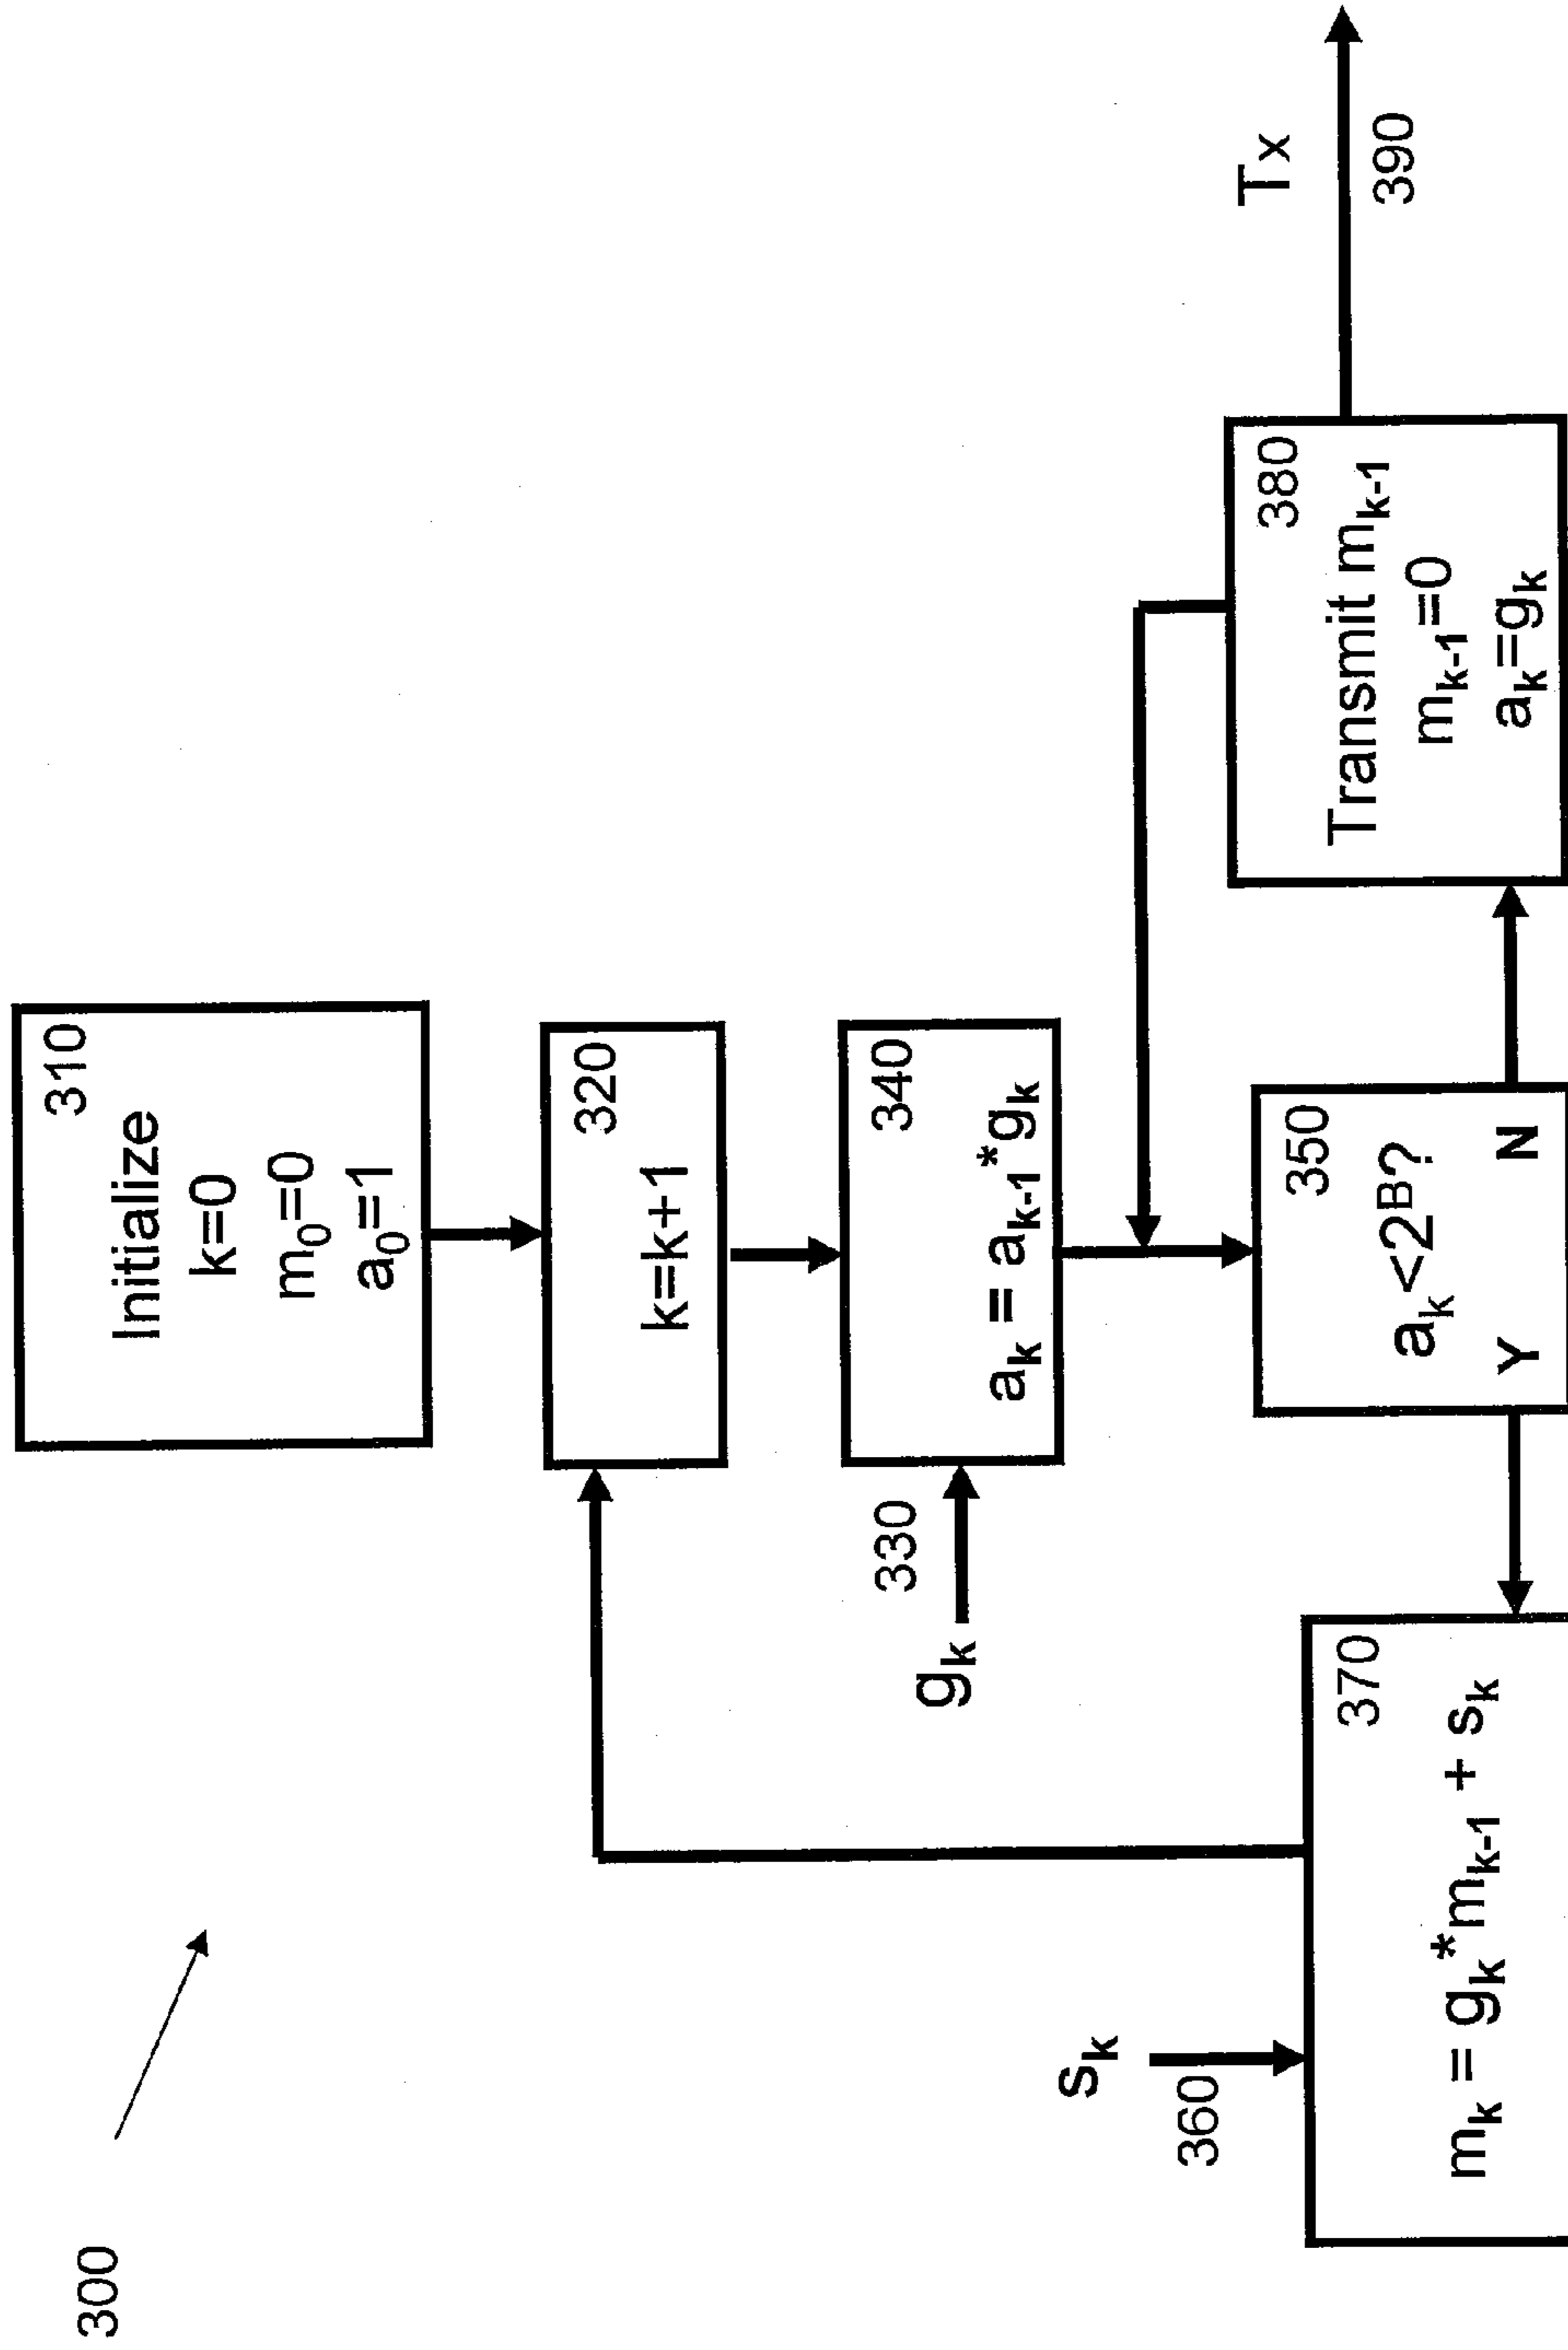 300
Initialize
310
k=0
m₀=0
a₀=1
320
k=k+1
330
gₖ
340
aₖ = aₖ₋₁*gₖ
350
aₖ<2ᴮ?
Y
N
sₖ
360
370
mₖ = gₖ*mₖ₋₁ + sₖ
380
Transmit mₖ₋₁
mₖ₋₁=0
aₖ=gₖ
Tx
390